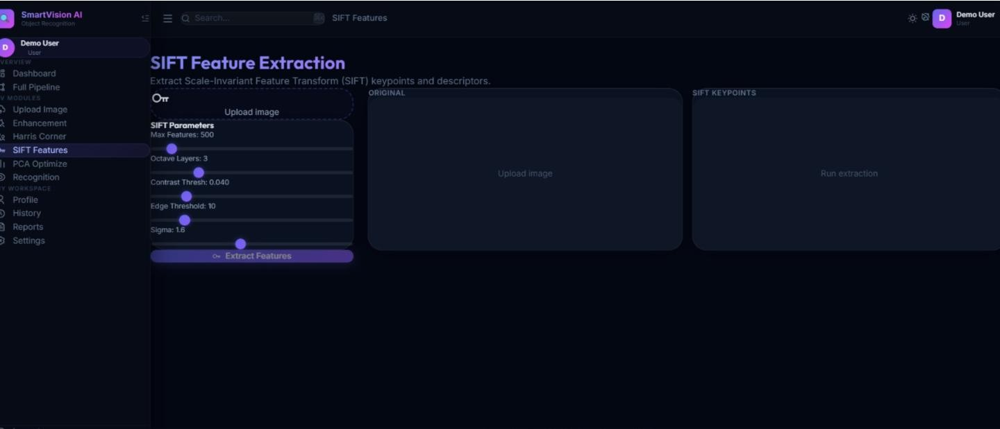 SmartVision AI
Object Recognition
Search...
SIFT Features
Demo User
User
D
D
Demo User
User
VERVIEW
Dashboard
Full Pipeline
V MODULES
Upload Image
Enhancement
Harris Corner
SIFT Features
PCA Optimize
Recognition
Y WORKSPACE
Profile
History
Reports
Settings
SIFT Feature Extraction
Extract Scale-Invariant Feature Transform (SIFT) keypoints and descriptors.
Upload image
SIFT Parameters
Max Features: 500
Octave Layers: 3
Contrast Thresh: 0.040
Edge Threshold: 10
Sigma: 1.6
Extract Features
ORIGINAL
Upload image
SIFT KEYPOINTS
Run extraction